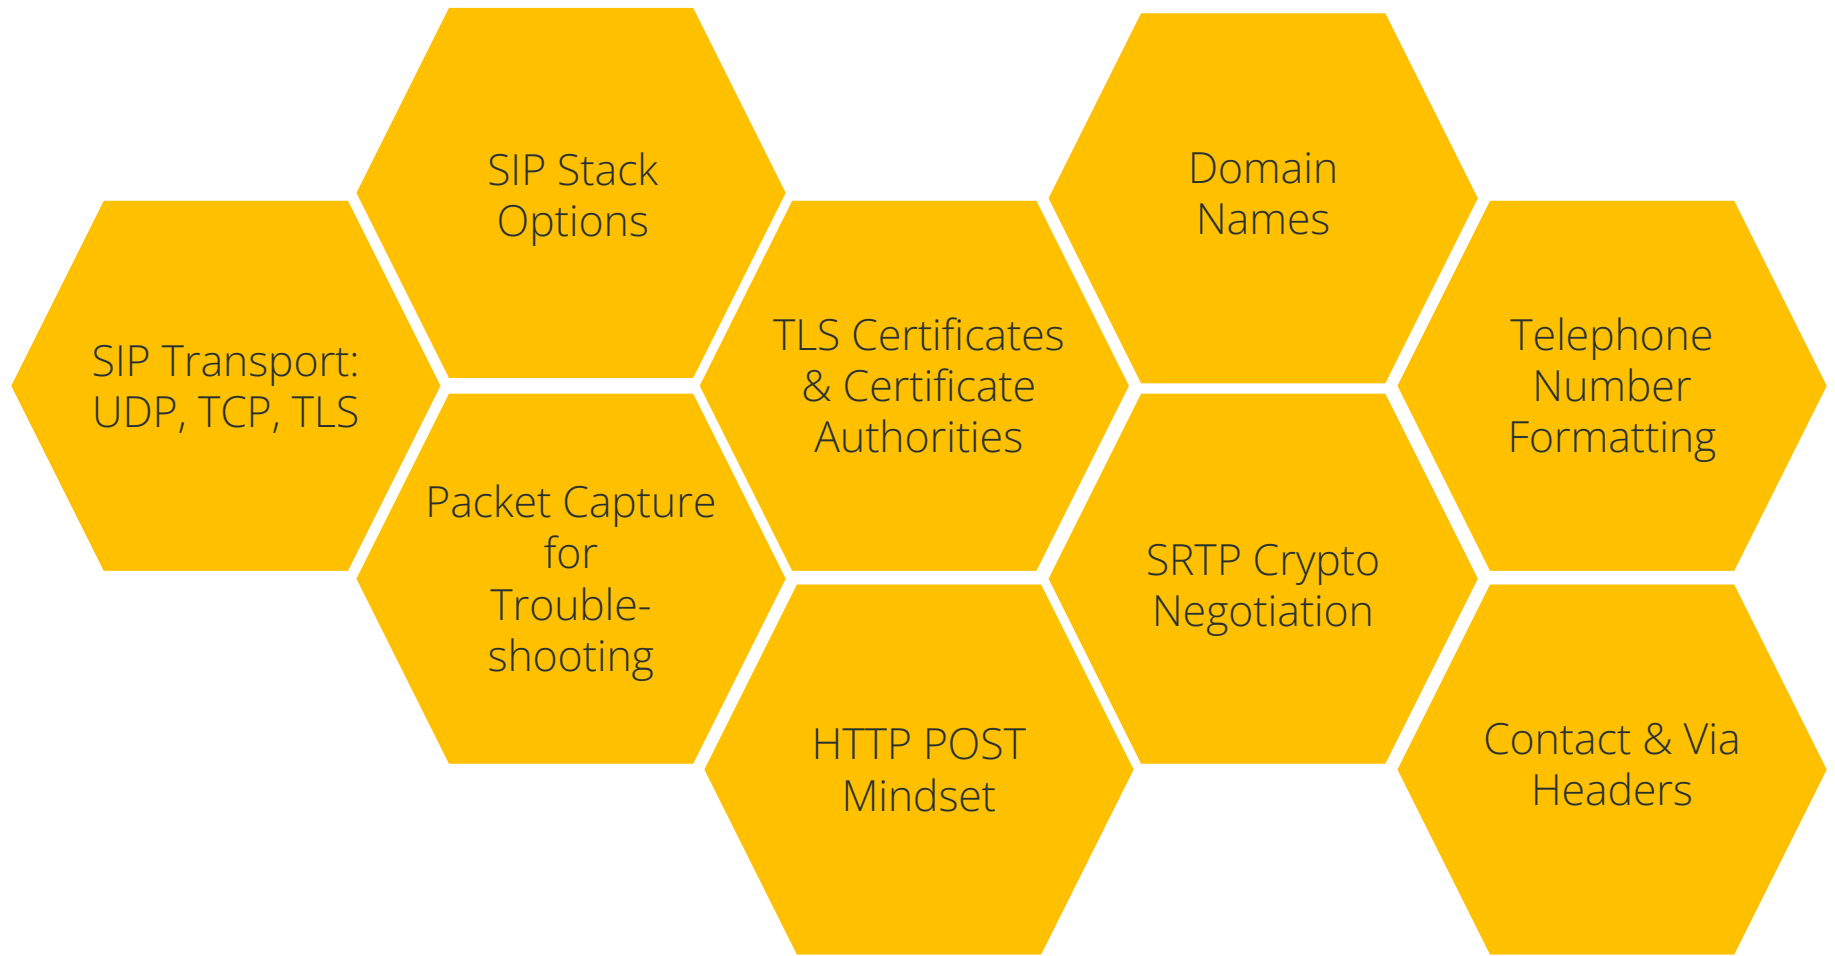 SIP Stack
Options
Domain
Names
SIP Transport:
UDP, TCP, TLS
TLS Certificates
& Certificate
Authorities
Telephone
Number
Formatting
Packet Capture
for
Trouble-
shooting
SRTP Crypto
Negotiation
HTTP POST
Mindset
Contact & Via
Headers